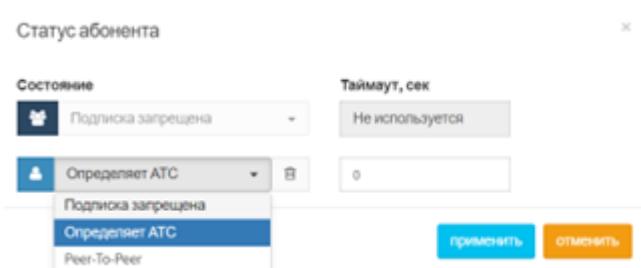 Статус абонента
×
Состояние
Таймаут, сек
Подписка запрещена
Не используется
Определяет АТС
0
Подписка запрещена
Определяет АТС
Peer-To-Peer
применить
отменить